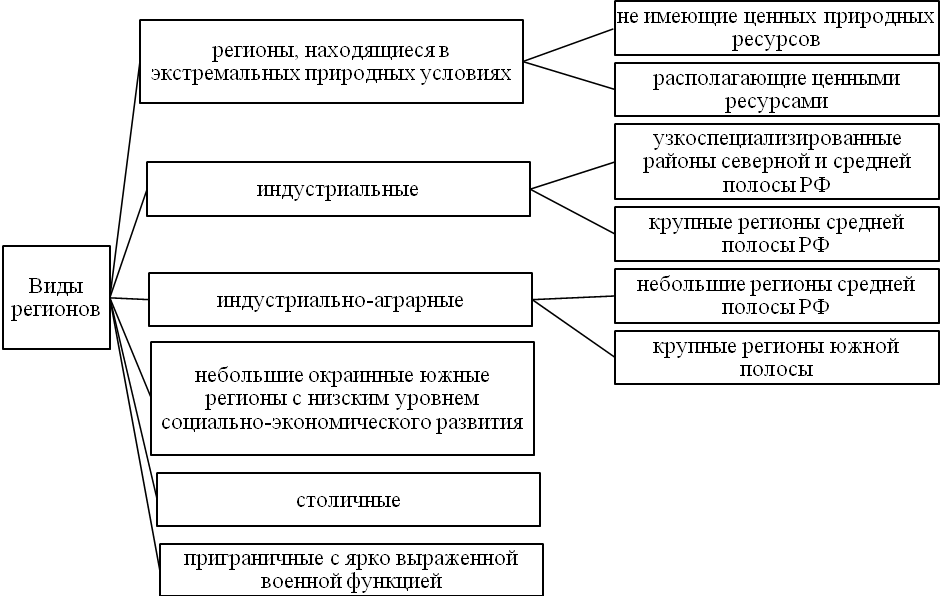 Виды
регионов
регионы, находящиеся в
экстремальных природных условиях
не имеющие ценных природных
ресурсов
располагающие ценными
ресурсами
индустриальные
узкоспециализированные
районы северной и средней
полосы РФ
крупные регионы средней
полосы РФ
индустриально-аграрные
небольшие регионы средней
полосы РФ
крупные регионы южной
полосы
небольшие окраинные южные
регионы с низским уровнем
социально-экономического развития
столичные
приграничные с ярко выраженной
военной функцией